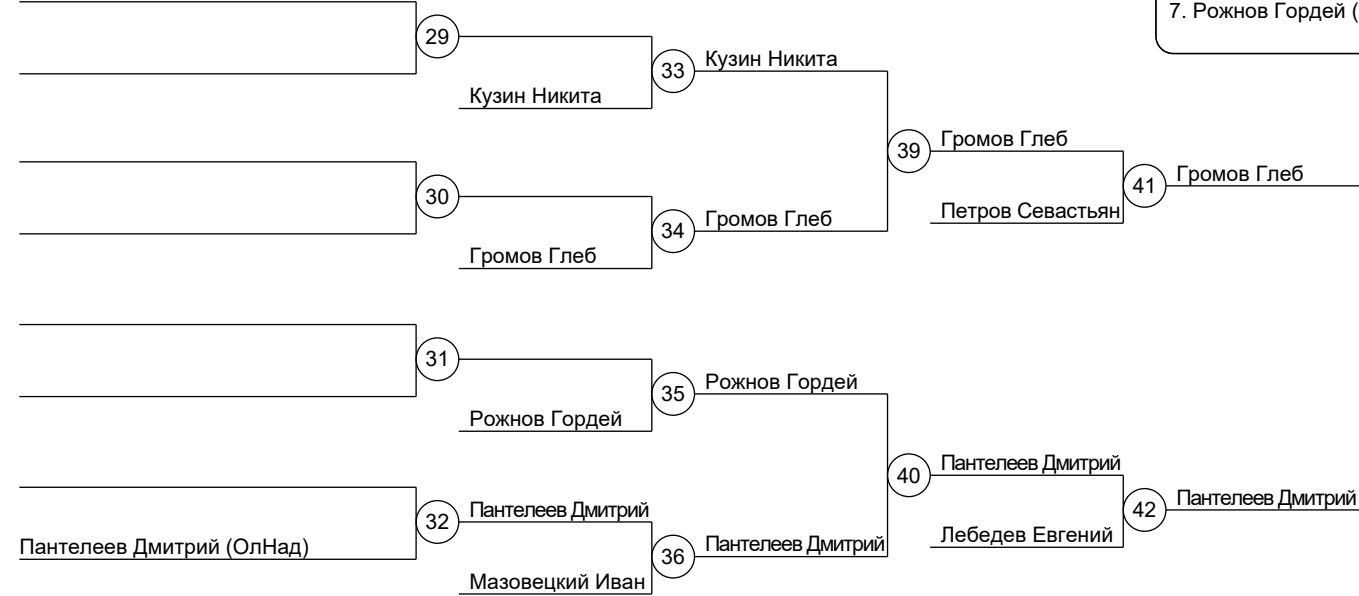 7. Рожнов Гордей (
29
Кузин Никита
33
Кузин Никита
39
Громов Глеб
30
Громов Глеб
34
Громов Глеб
Петров Севастьян
41
Громов Глеб
31
Рожнов Гордей
35
Рожнов Гордей
40
Пантелеев Дмитрий
Пантелеев Дмитрий (ОлНад)
32
Пантелеев Дмитрий
Мазовецкий Иван
36
Пантелеев Дмитрий
Лебедев Евгений
42
Пантелеев Дмитрий